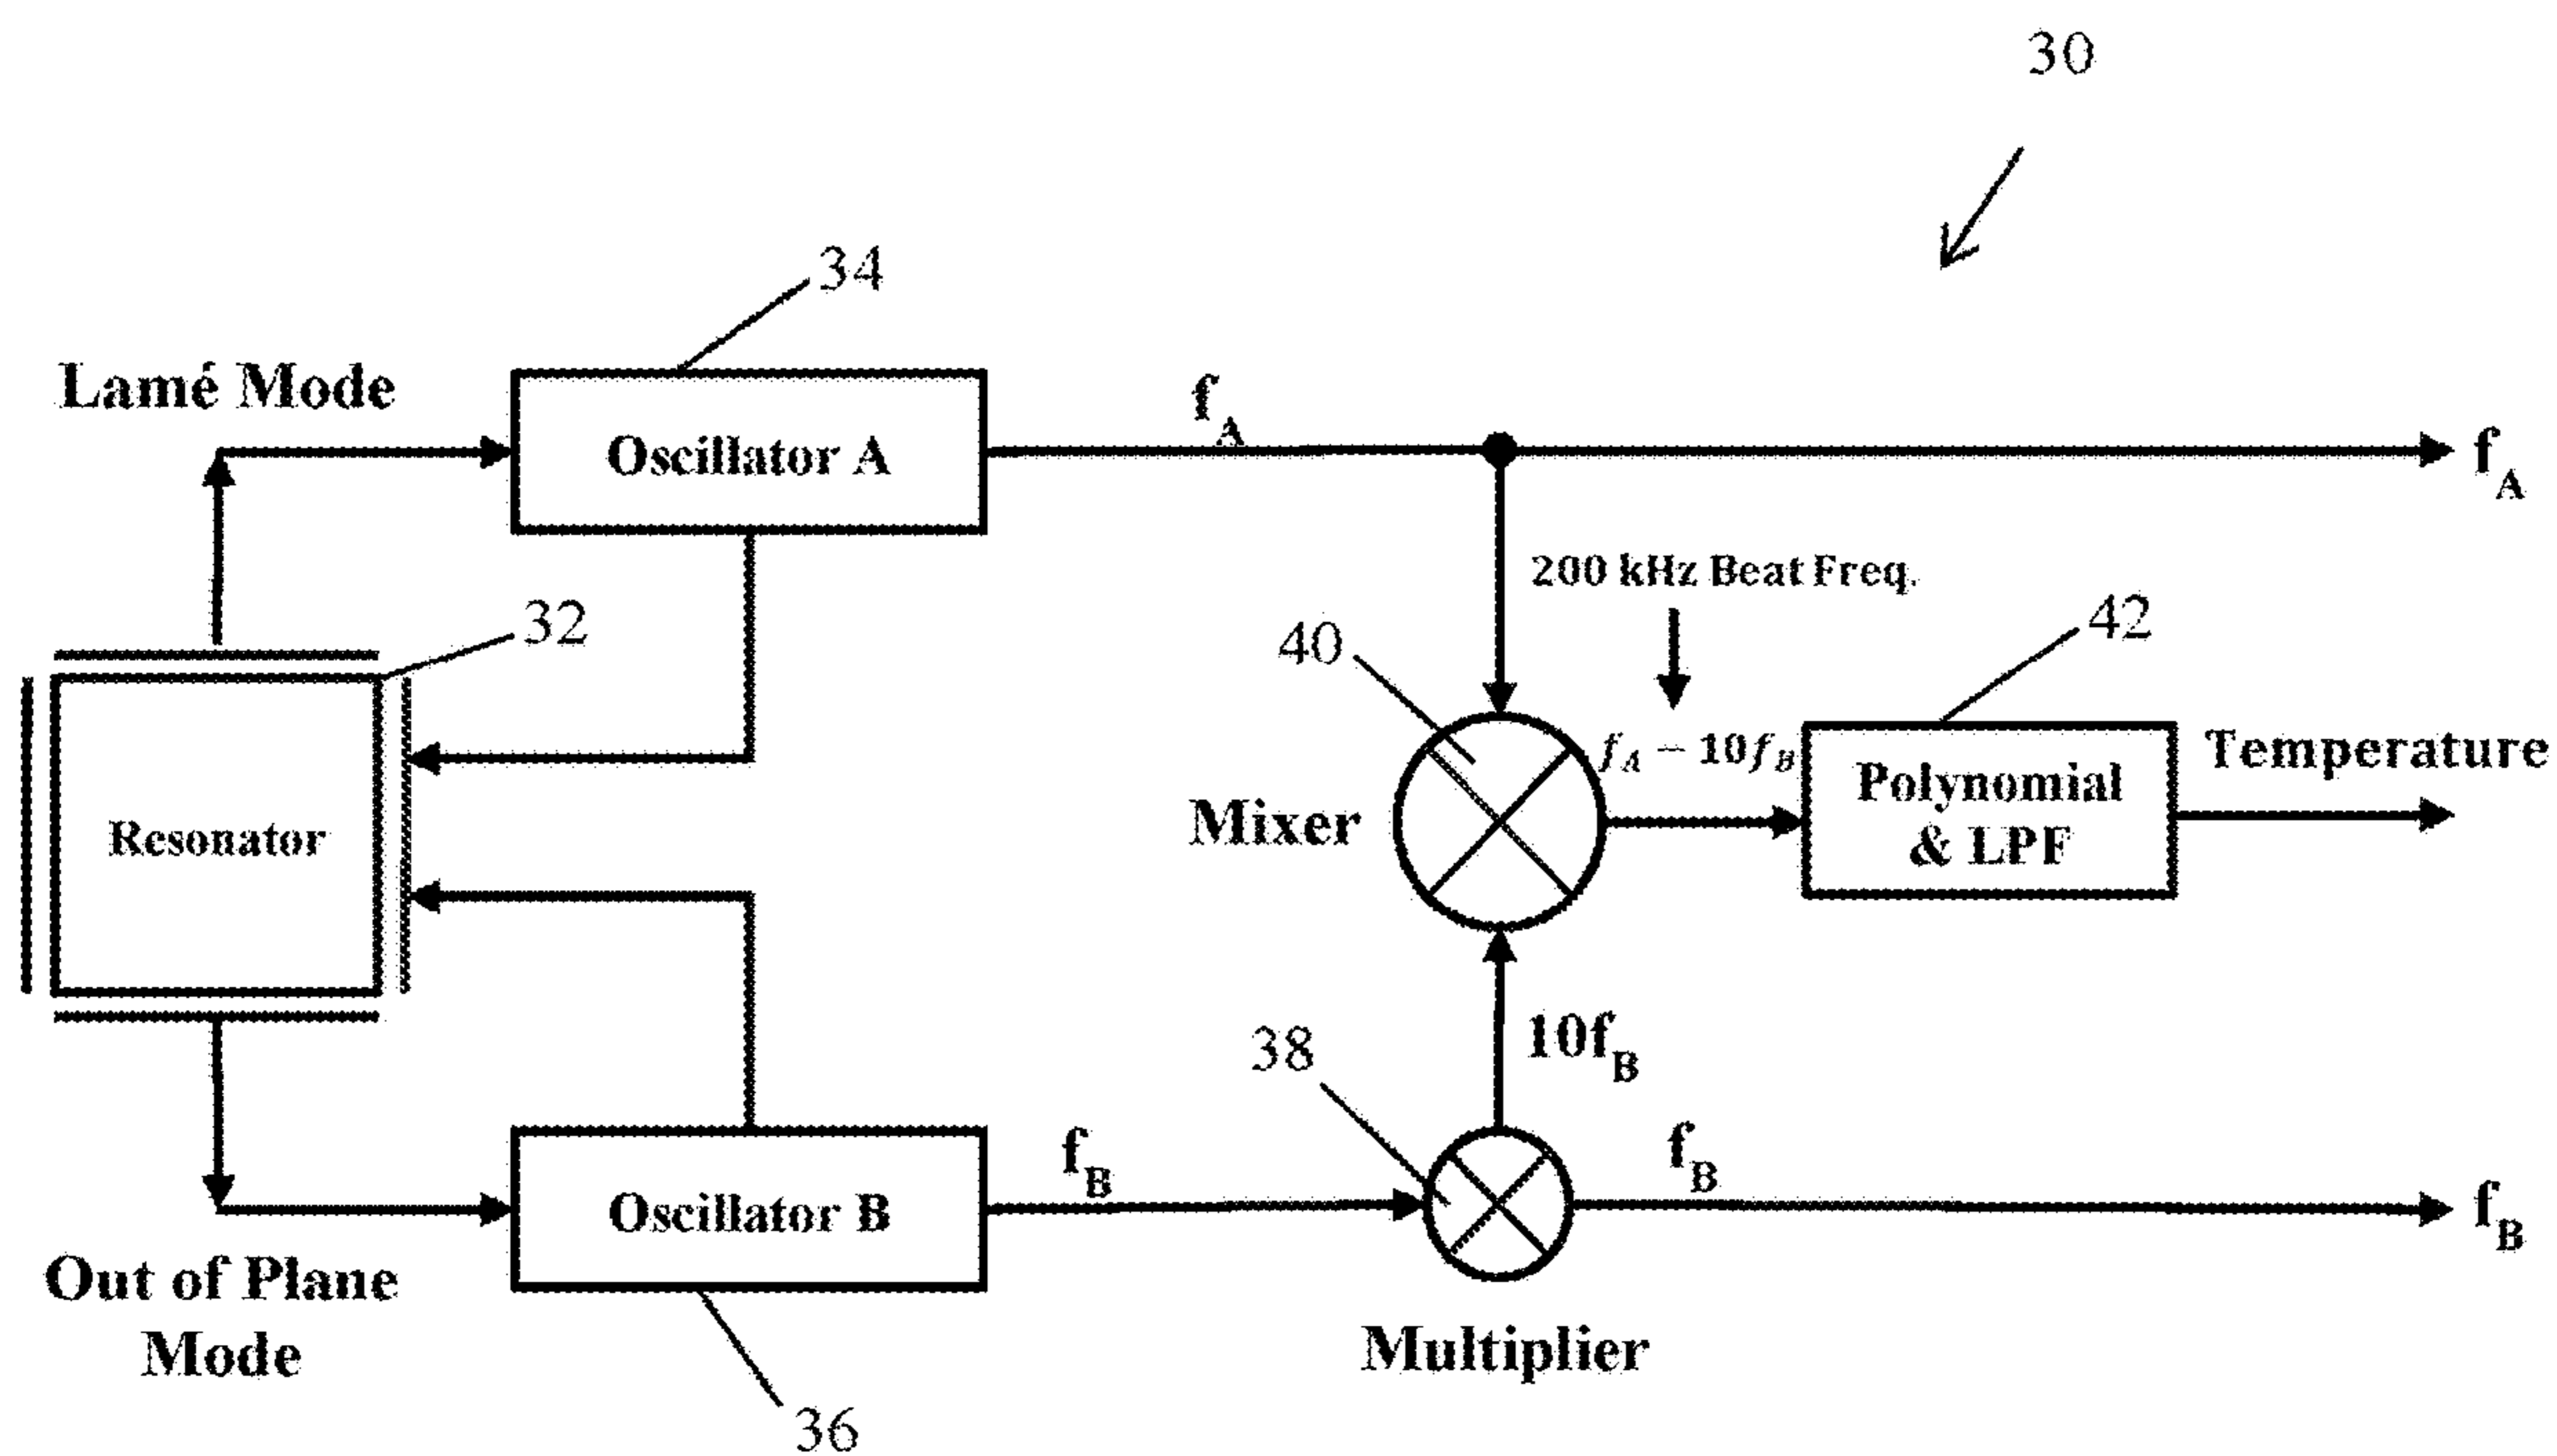 30
34
Lamé Mode
Oscillator A
f_A
f_A
200 kHz Beat Freq.
32
40
42
Resonator
Mixer
f_A − 10f_B
Polynomial
& LPF
Temperature
38
10f_B
Oscillator B
f_B
f_B
f_B
Out of Plane
Mode
Multiplier
36